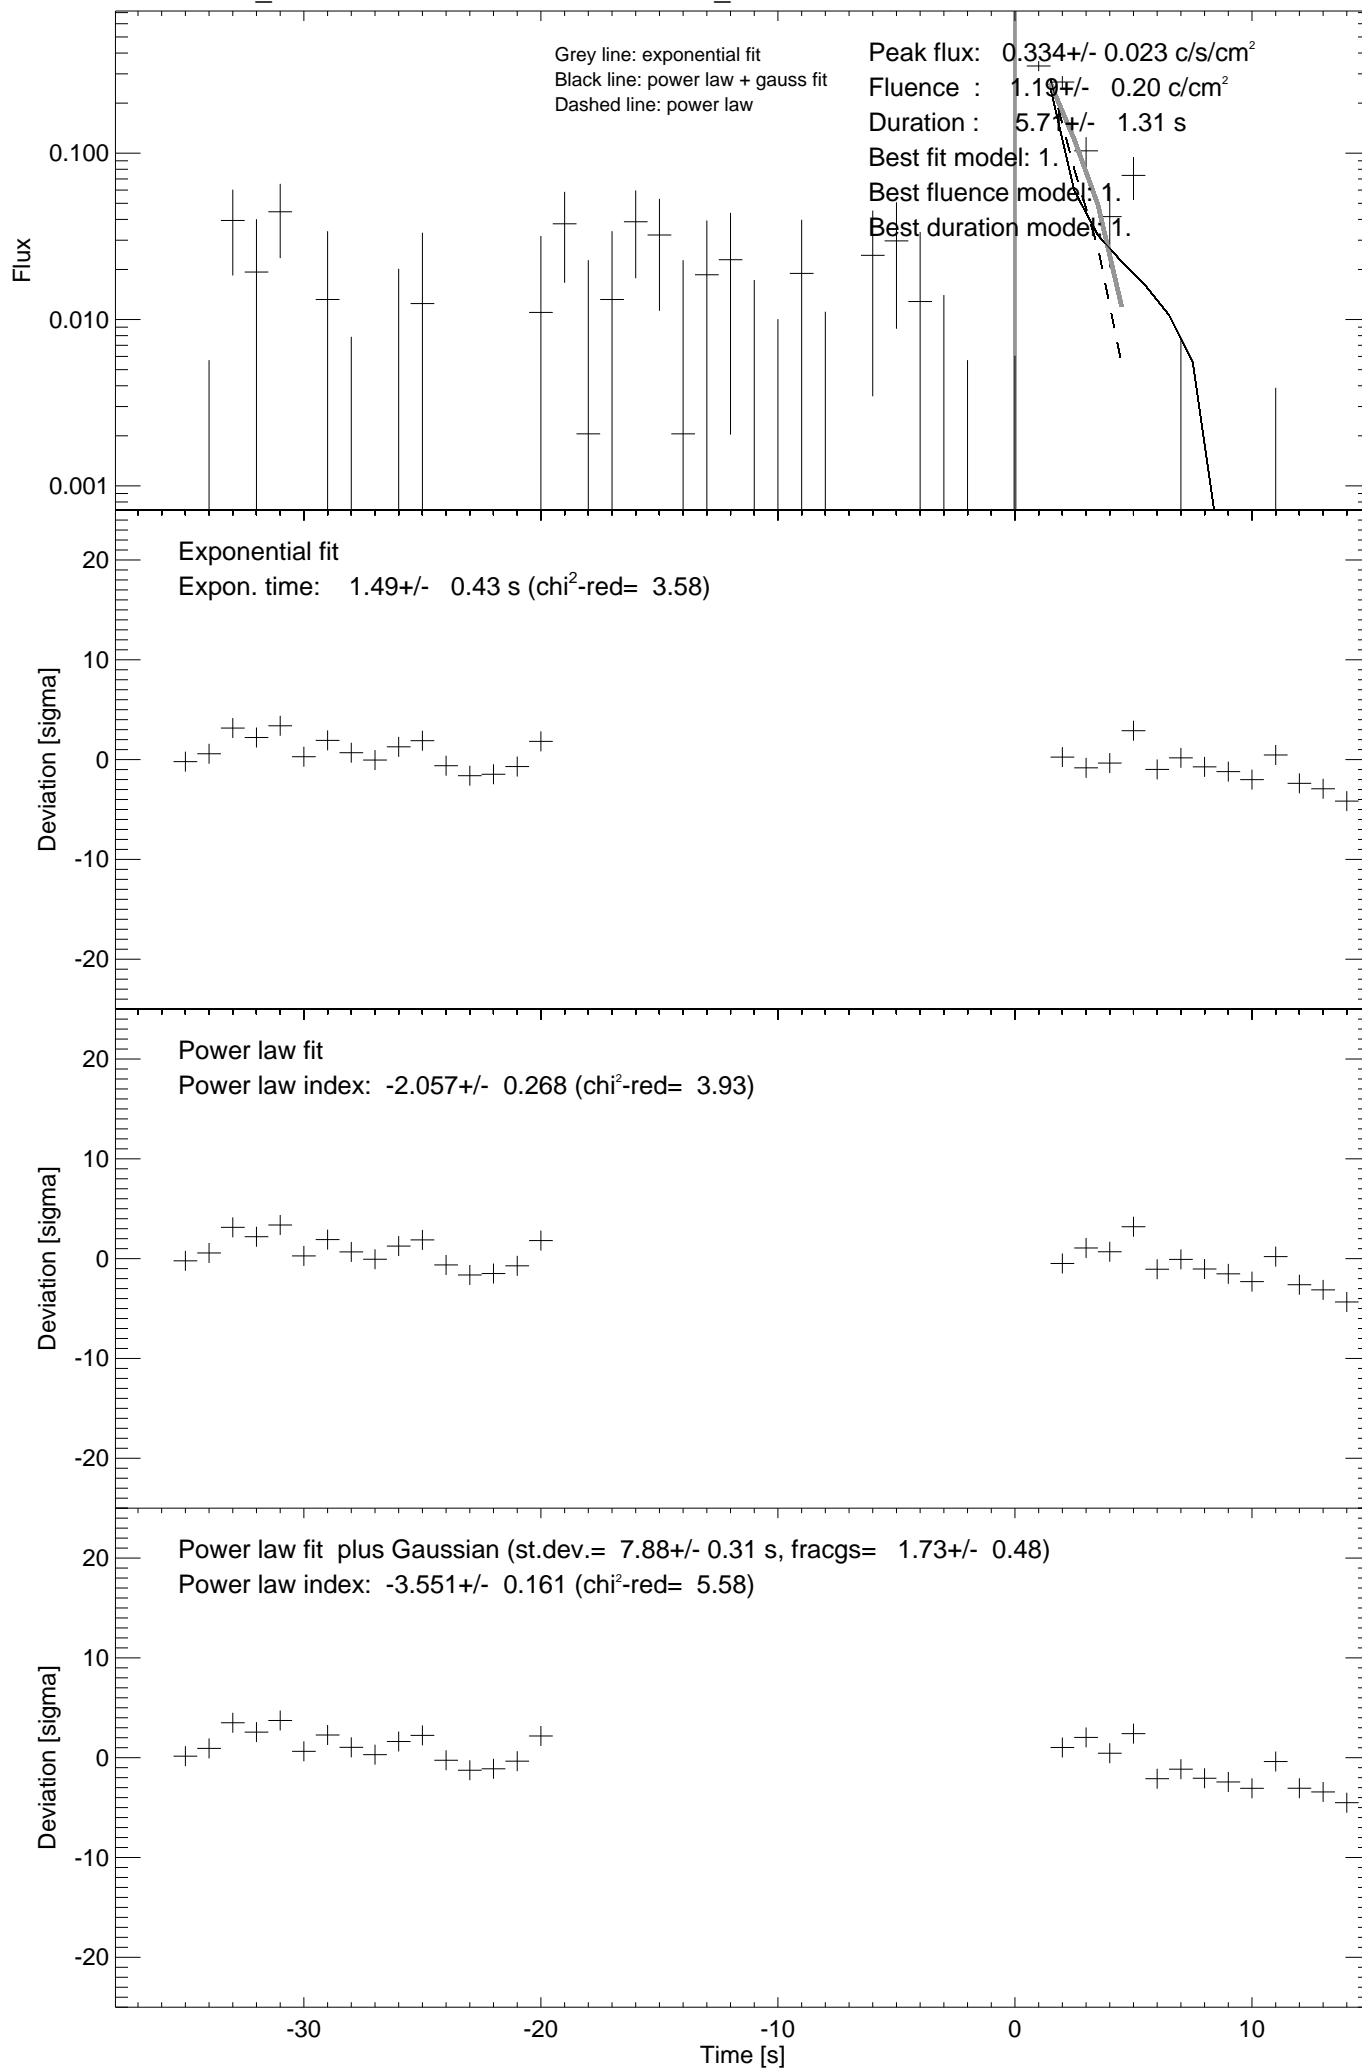 Grey line: exponential fit
Black line: power law + gauss fit
Dashed line: power law
Peak flux: 0.334+/- 0.023 c/s/cm²
Fluence : 1.19+/- 0.20 c/cm²
Duration : 5.71+/- 1.31 s
Best fit model: 1.
Best fluence model: 1.
Best duration model: 1.
0.100
0.010
0.001
Flux
Exponential fit
Expon. time: 1.49+/- 0.43 s (chi²-red= 3.58)
20
10
0
-10
-20
Deviation [sigma]
Power law fit
Power law index: -2.057+/- 0.268 (chi²-red= 3.93)
20
10
0
-10
-20
Deviation [sigma]
Power law fit plus Gaussian (st.dev.= 7.88+/- 0.31 s, fracgs= 1.73+/- 0.48)
Power law index: -3.551+/- 0.161 (chi²-red= 5.58)
20
10
0
-10
-20
Deviation [sigma]
-30 -20 -10 0 10
Time [s]